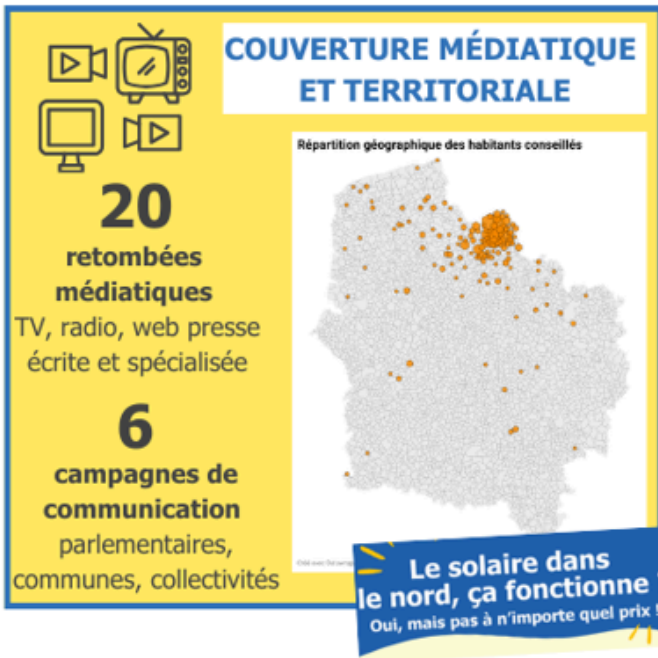 COUVERTURE MÉDIATIQUE
ET TERRITORIALE
Répartition géographique des habitants conseillés
20
retombées
médiatiques
TV, radio, web presse
écrite et spécialisée
6
campagnes de
communication
parlementaires,
communes, collectivités
Le solaire dans
le nord, ça fonctionne
Oui, mais pas à n'importe quel prix !